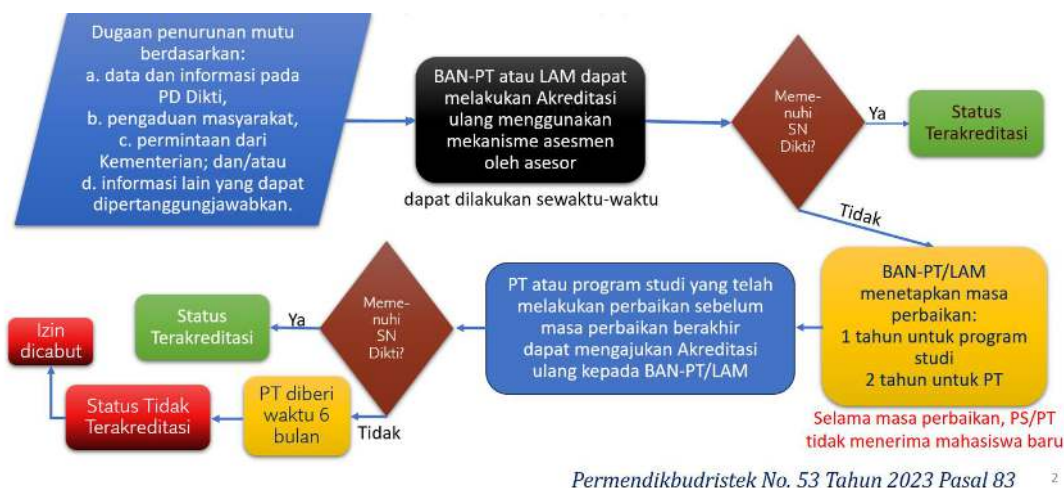 Dugaan penurunan mutu
berdasarkan:
a. data dan informasi pada
PD Dikti,
b. pengaduan masyarakat,
c. permintaan dari
Kementerian; dan/atau
d. informasi lain yang dapat
dipertanggungjawabkan.
BAN-PT atau LAM dapat
melakukan Akreditasi
ulang menggunakan
mekanisme asesmen
oleh asesor
dapat dilakukan sewaktu-waktu
Meme-
nuhi
SN
Dikti?
Ya
Status
Terakreditasi
Tidak
BAN-PT/LAM
menetapkan masa
perbaikan:
1 tahun untuk program
studi
2 tahun untuk PT
Selama masa perbaikan, PS/PT
tidak menerima mahasiswa baru
PT atau program studi yang telah
melakukan perbaikan sebelum
masa perbaikan berakhir
dapat mengajukan Akreditasi
ulang kepada BAN-PT/LAM
Meme-
nuhi
SN
Dikti?
Ya
Status
Terakreditasi
Tidak
PT diberi
waktu 6
bulan
Status Tidak
Terakreditasi
Izin
dicabut
Permendikbudristek No. 53 Tahun 2023 Pasal 83
2